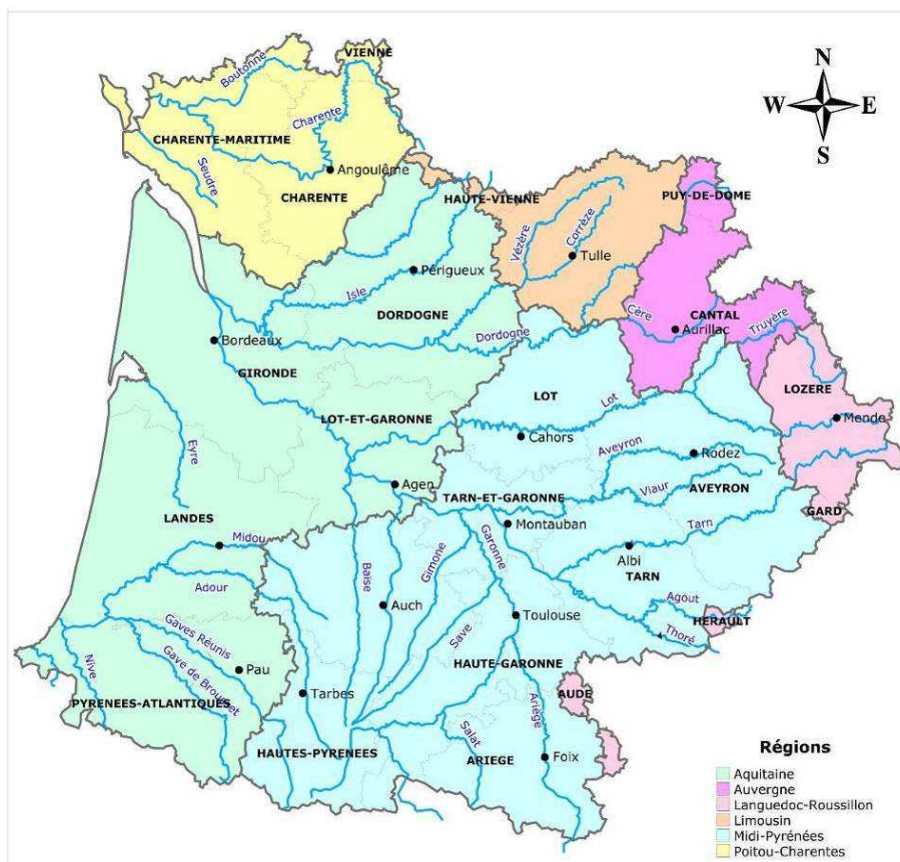 VIENNE
Boutonne
N
W E
S
Charente
CHARENTE-MARITIME
Angoulême
Seudre
CHARENTE
HAUTE-VIENNE
PUY-DE-DOME
Vézère
Corrèze
Tulle
Périgueux
Isle
DORDOGNE
Cère
CANTAL
Aurillac
Truyère
Dordogne
Bordeaux
GIRONDE
LOZERE
LOT
Lot
Mende
LOT-ET-GARONNE
Cahors
Eyre
Aveyron
Rodez
Agen
Viaur
AVEYRON
TARN-ET-GARONNE
GARD
LANDES
Montauban
Tarn
Midou
Garonne
Albi
Baïse
Gimone
TARN
Adour
Auch
Agout
Toulouse
HERAULT
Gaves Réunis
Save
Thoré
Nive
Pau
HAUTE-GARONNE
Gave de Brousset
Tarbes
AUDE
PYRENEES-ATLANTIQUES
Ariège
Salat
HAUTES-PYRENEES
ARIEGE
Foix
Régions
Aquitaine
Auvergne
Languedoc-Roussillon
Limousin
Midi-Pyrénées
Poitou-Charentes